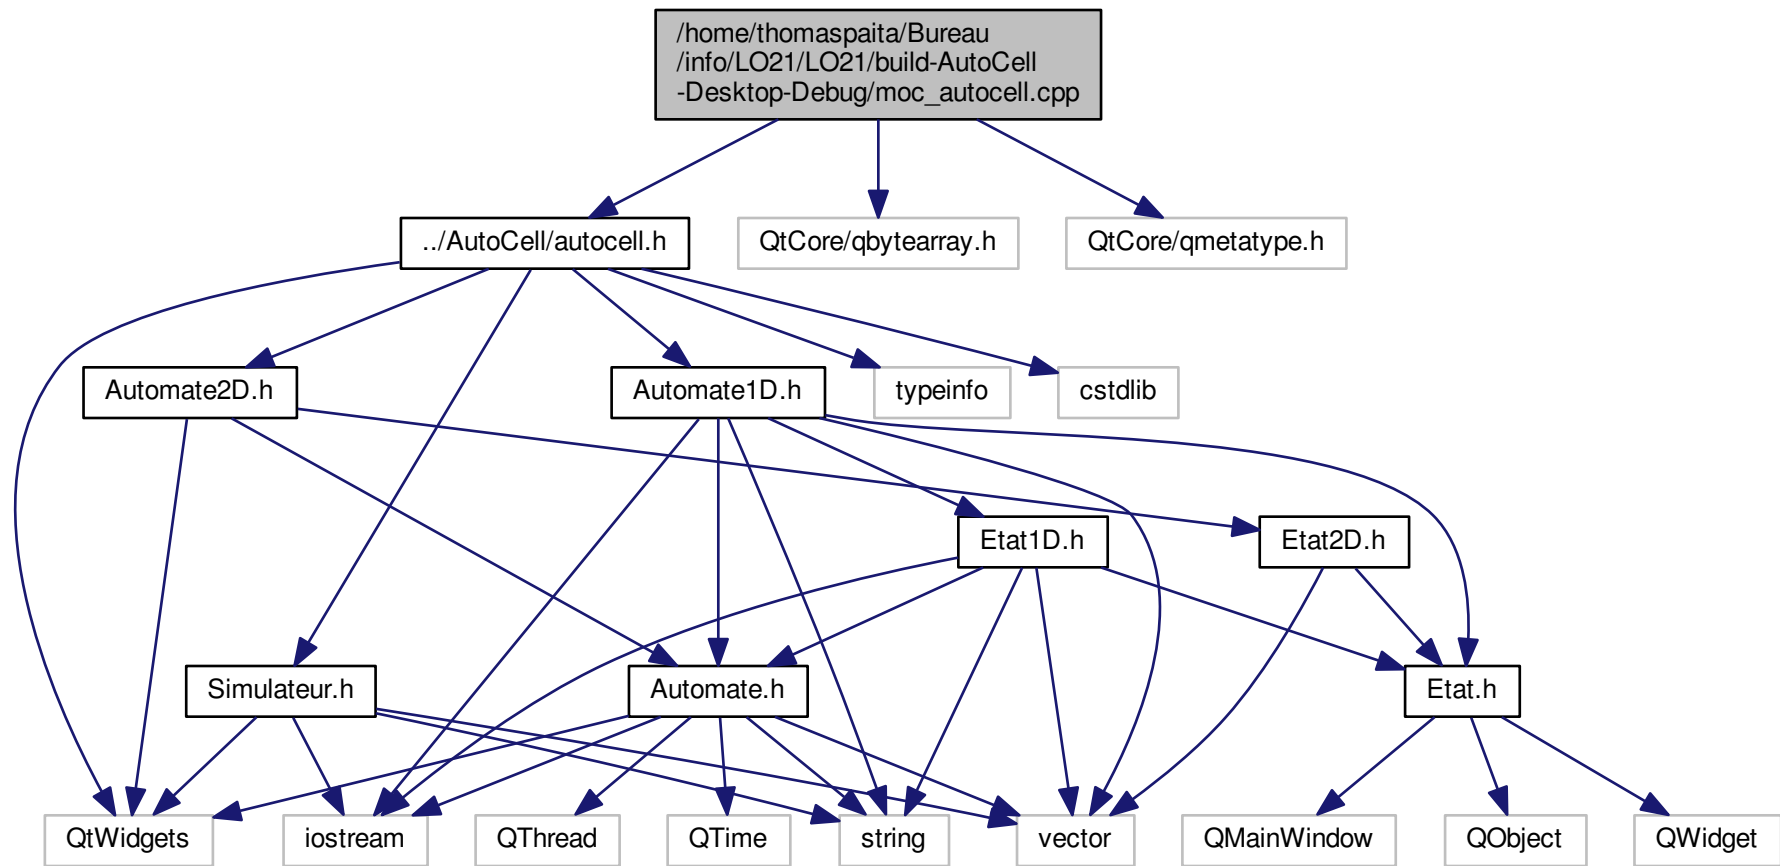 /home/thomaspaita/Bureau
/info/LO21/LO21/build-AutoCell
-Desktop-Debug/moc_autocell.cpp
../AutoCell/autocell.h
QtCore/qbytearray.h
QtCore/qmetatype.h
Automate2D.h
Automate1D.h
typeinfo
cstdlib
Etat1D.h
Etat2D.h
Simulateur.h
Automate.h
Etat.h
QtWidgets
iostream
QThread
QTime
string
vector
QMainWindow
QObject
QWidget